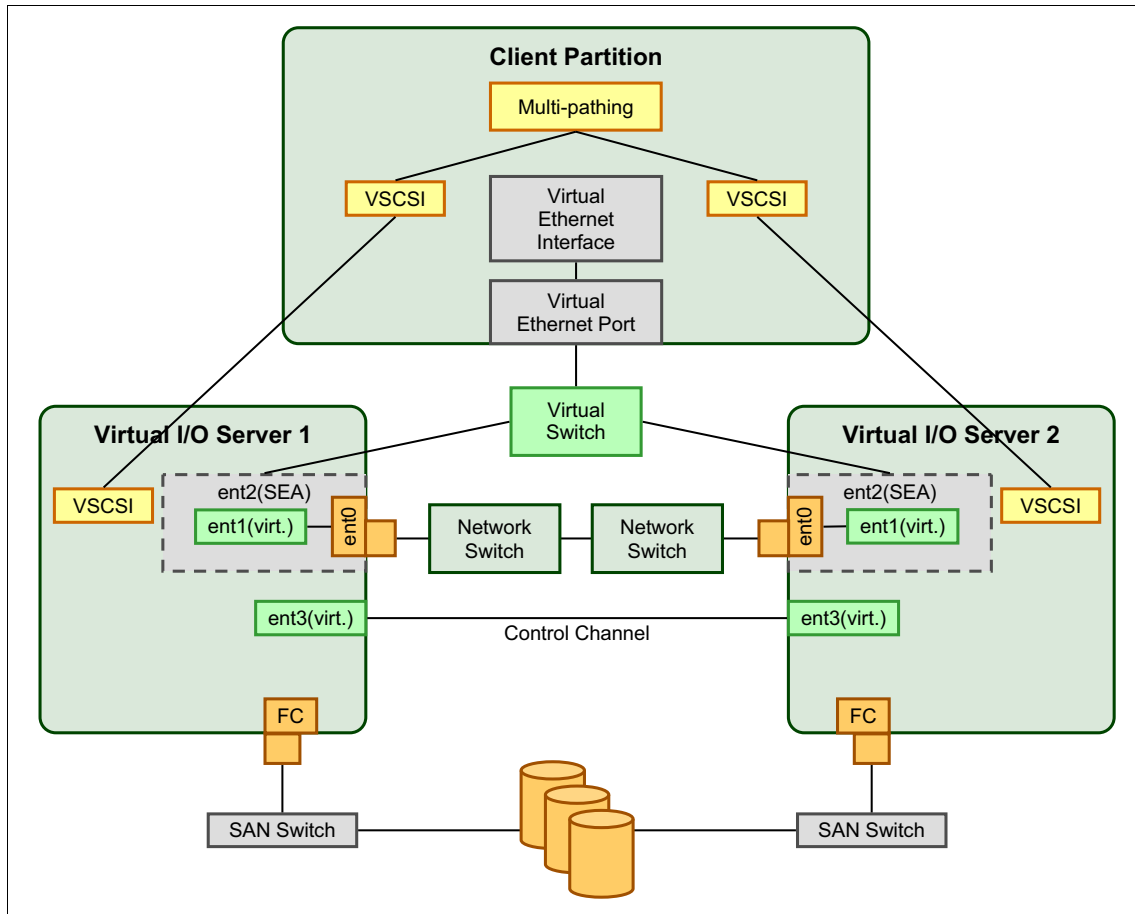 Client Partition
Multi-pathing
VSCSI
Virtual
Ethernet
Interface
VSCSI
Virtual
Ethernet Port
Virtual
Switch
Virtual I/O Server 1
Virtual I/O Server 2
VSCSI
ent2(SEA)
ent1(virt.)
ent0
Network
Switch
Network
Switch
ent0
ent2(SEA)
ent1(virt.)
VSCSI
ent3(virt.)
Control Channel
ent3(virt.)
FC
FC
SAN Switch
SAN Switch